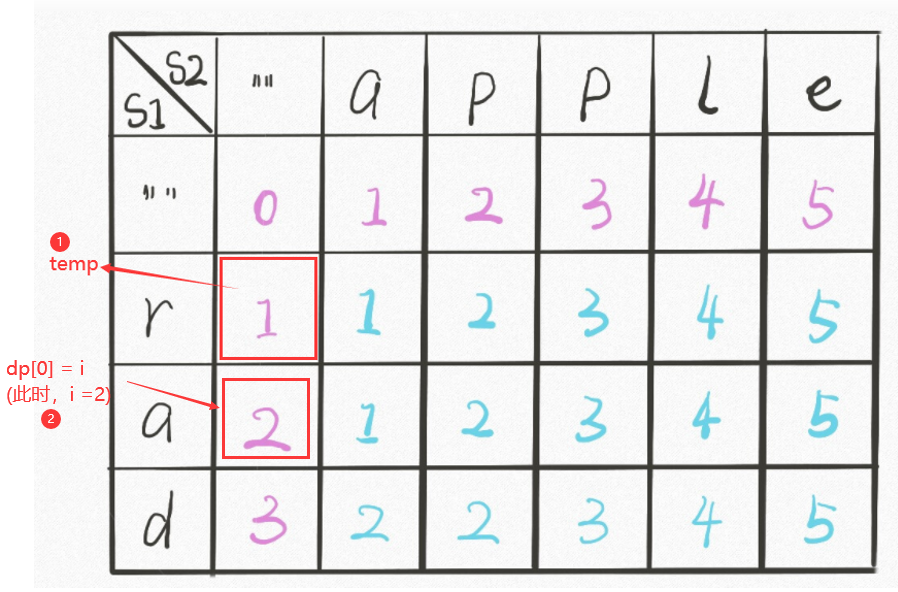 S2
S1
"" a p p l e
"" 0 1 2 3 4 5
1
temp
r 1 1 2 3 4 5
dp[0] = i
(此时，i =2)
2
a 2 1 2 3 4 5
d 3 2 2 3 4 5